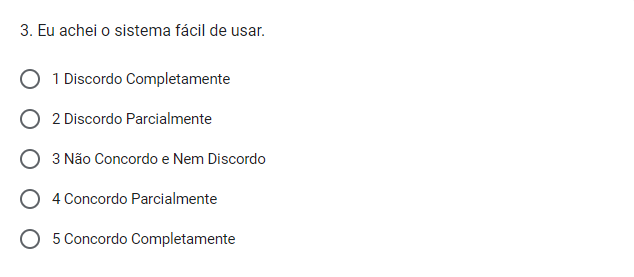 3. Eu achei o sistema fácil de usar.
1 Discordo Completamente
2 Discordo Parcialmente
3 Não Concordo e Nem Discordo
4 Concordo Parcialmente
5 Concordo Completamente